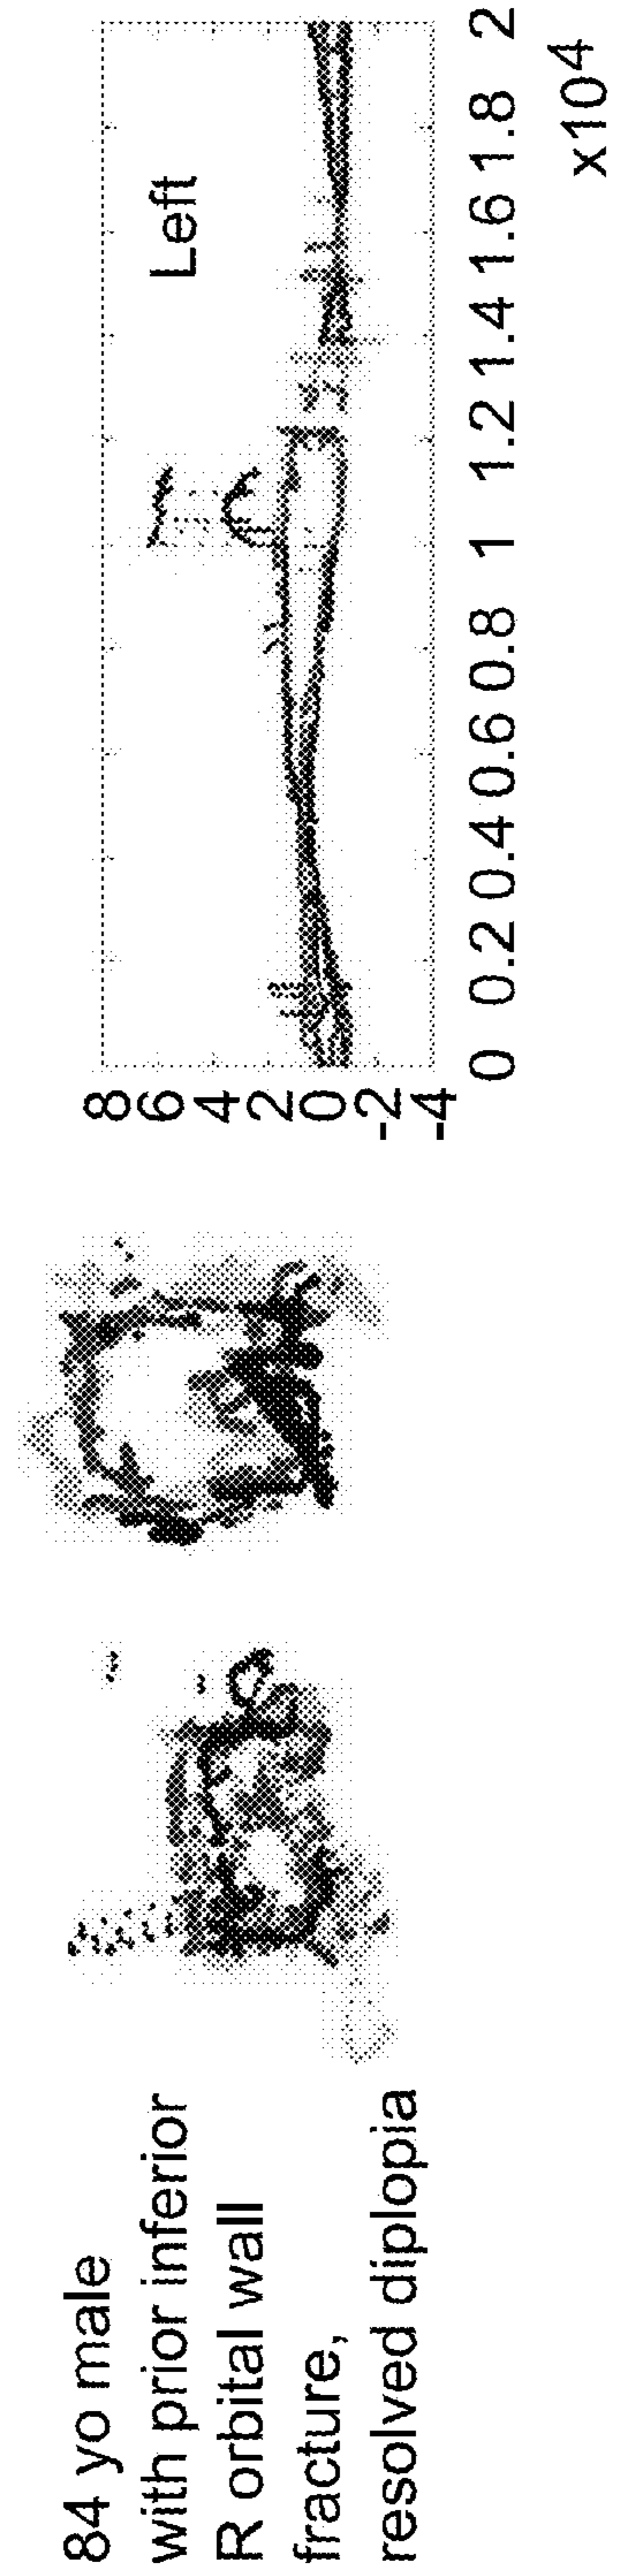 84 yo male
with prior inferior
R orbital wall
fracture,
resolved diplopia
8
6
4
2
0
-2
-4
Left
0 0.2 0.4 0.6 0.8 1 1.2 1.4 1.6 1.8 2
x10⁴